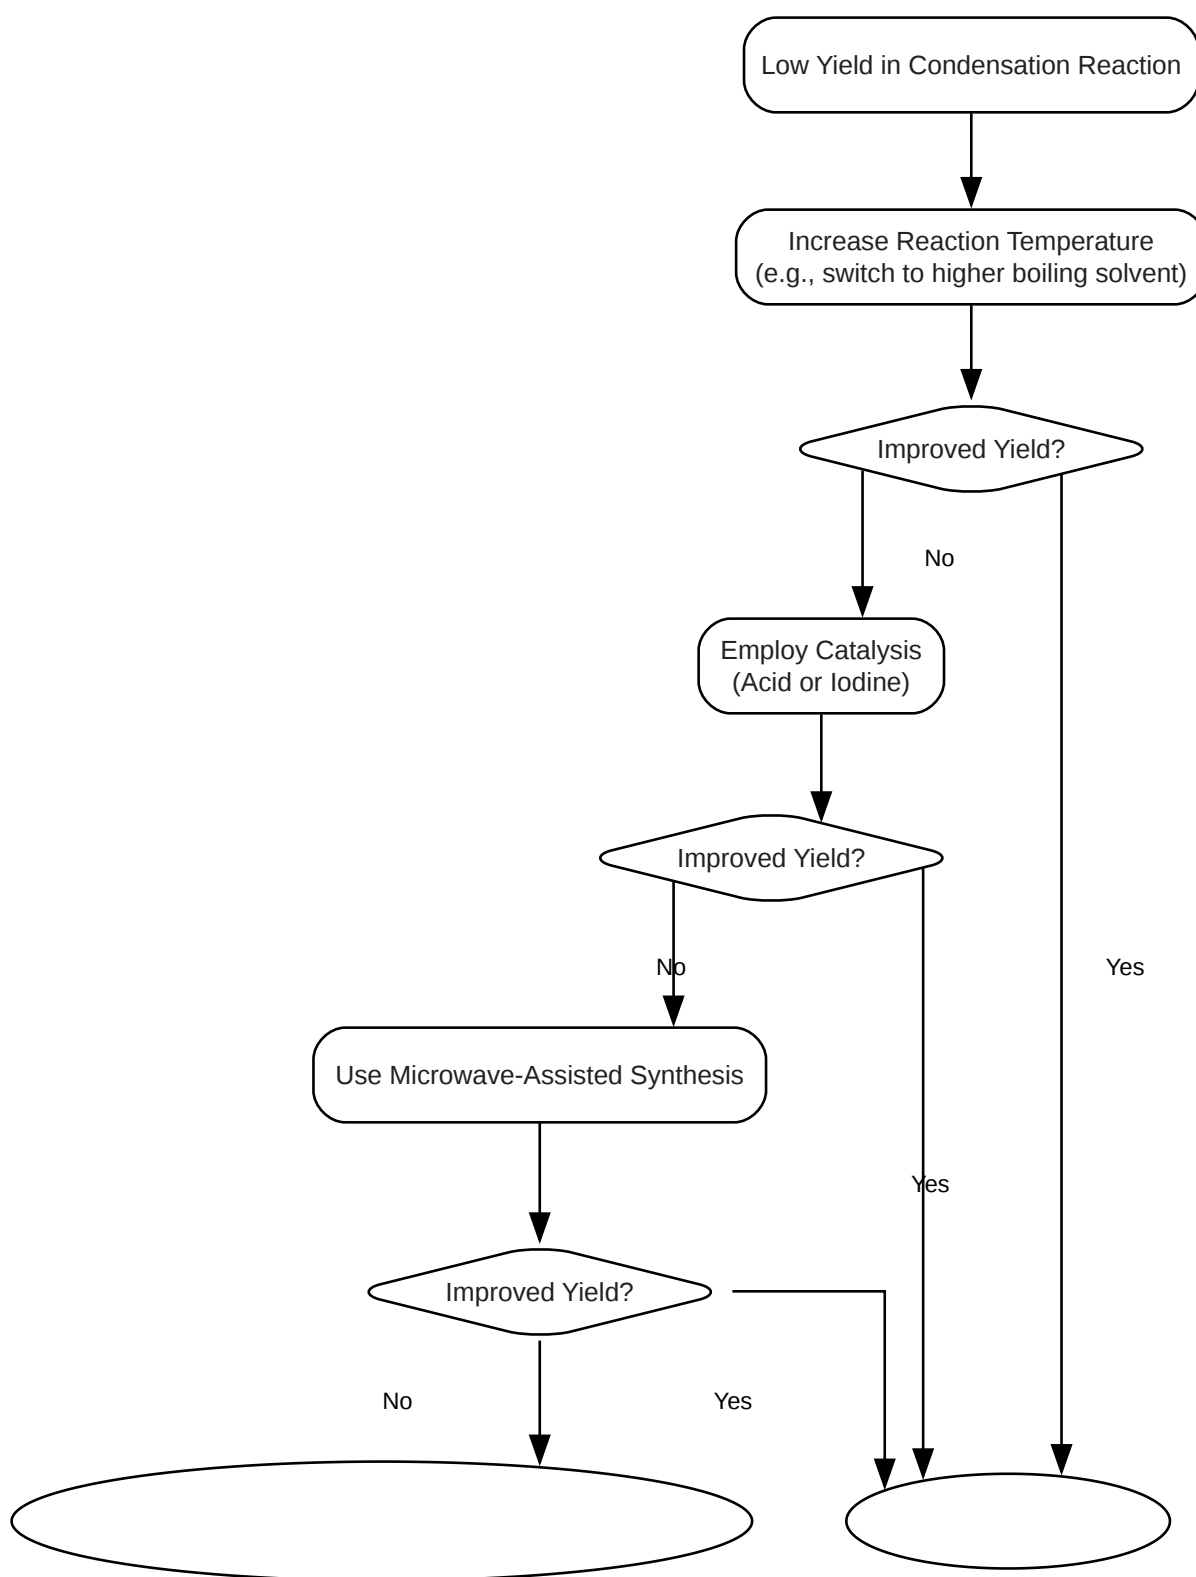 Low Yield in Condensation Reaction
Increase Reaction Temperature
(e.g., switch to higher boiling solvent)
Improved Yield?
No
Employ Catalysis
(Acid or Iodine)
Improved Yield?
No
Yes
Use Microwave-Assisted Synthesis
Yes
Improved Yield?
No
Yes